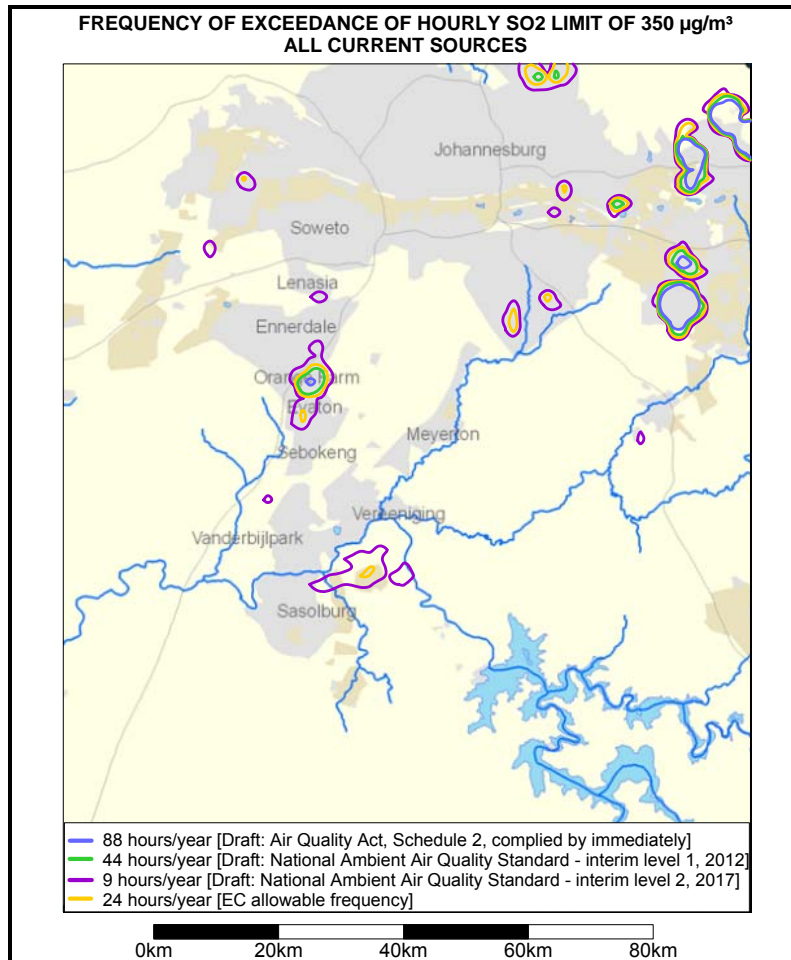 FREQUENCY OF EXCEEDANCE OF HOURLY SO2 LIMIT OF 350 µg/m³
ALL CURRENT SOURCES
Johannesburg
Soweto
Lenasia
Ennerdale
Orange Farm
Evaton
Meyerton
Sebokeng
Vereeniging
Vanderbijlpark
Sasolburg
88 hours/year [Draft: Air Quality Act, Schedule 2, complied by immediately]
44 hours/year [Draft: National Ambient Air Quality Standard - interim level 1, 2012]
9 hours/year [Draft: National Ambient Air Quality Standard - interim level 2, 2017]
24 hours/year [EC allowable frequency]
0km 20km 40km 60km 80km